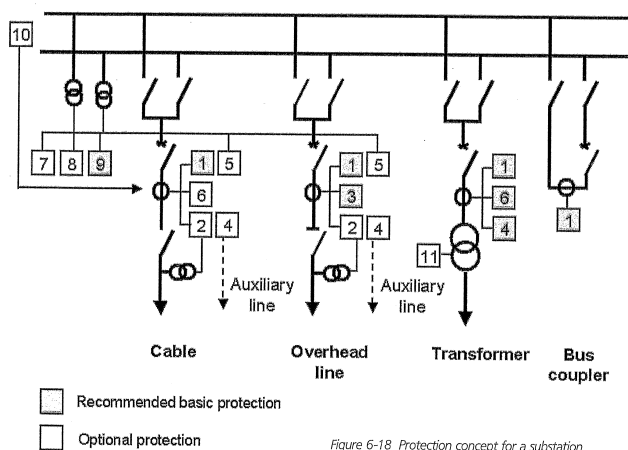 10
7 8 9 1 5 1 5 1
6 3 6
2 4 2 4 4 1
11
Auxiliary line
Auxiliary line
Cable
Overhead line
Transformer
Bus coupler
Recommended basic protection
Optional protection
Figure 6-18 Protection concept for a substation